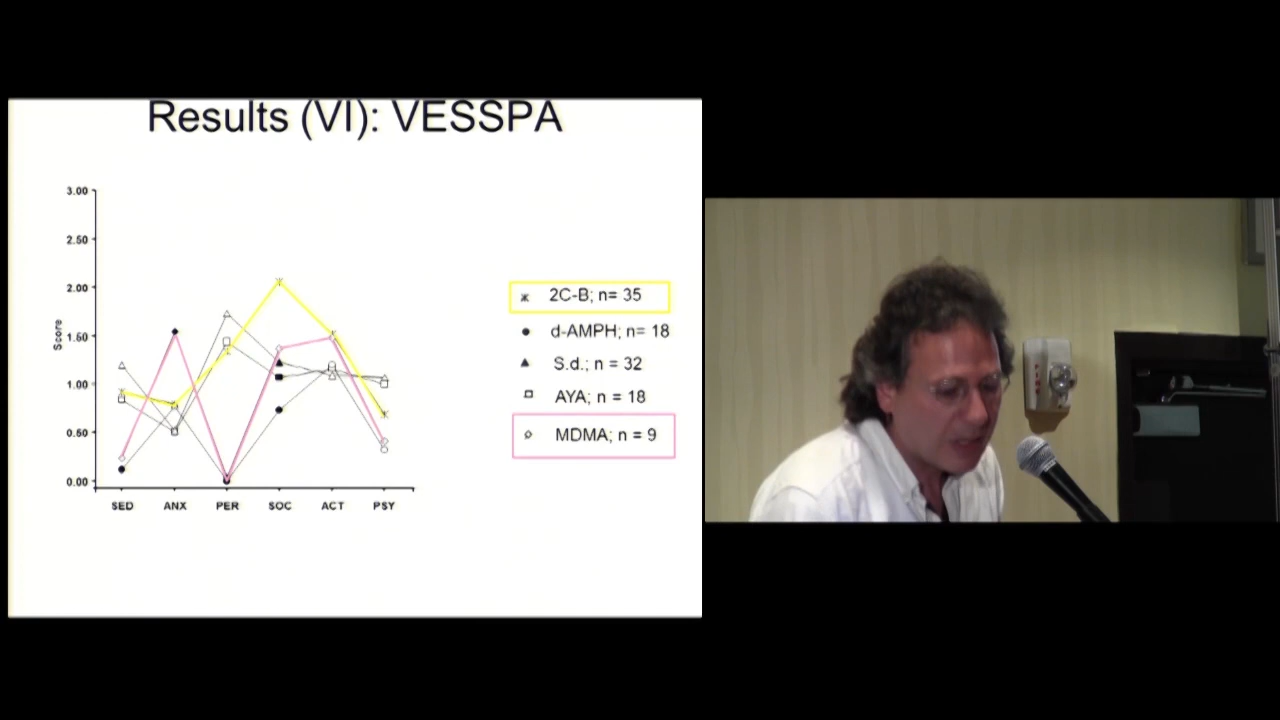 Results (VI): VESSPA
3.00
2.50
2.00
1.50
1.00
0.50
0.00
Score
SED ANX PER SOC ACT PSY
2C-B; n= 35
d-AMPH; n= 18
S.d.; n = 32
AYA; n = 18
MDMA; n = 9